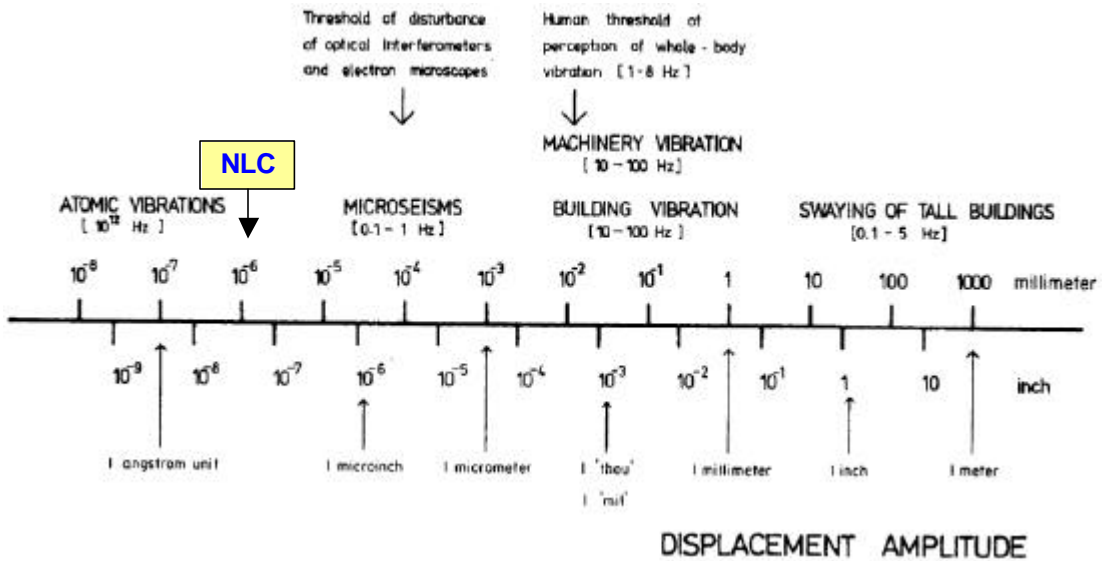 Threshold of disturbance
of optical Interferometers
and electron microscopes
Human threshold of
perception of whole - body
vibration [ 1 - 8 Hz ]
MACHINERY VIBRATION
[ 10 - 100 Hz ]
NLC
ATOMIC VIBRATIONS
[ 10¹² Hz ]
MICROSEISMS
[0.1 - 1 Hz]
BUILDING VIBRATION
[10 - 100 Hz ]
SWAYING OF TALL BUILDINGS
[0.1 - 5 Hz]
10⁻⁸ 10⁻⁷ 10⁻⁶ 10⁻⁵ 10⁻⁴ 10⁻³ 10⁻² 10⁻¹ 1 10 100 1000 millimeter
10⁻⁹ 10⁻⁸ 10⁻⁷ 10⁻⁶ 10⁻⁵ 10⁻⁴ 10⁻³ 10⁻² 10⁻¹ 1 10 inch
1 angstrom unit
1 microinch
1 micrometer
1 'thou'
1 'mil'
1 millimeter
1 inch
1 meter
DISPLACEMENT AMPLITUDE